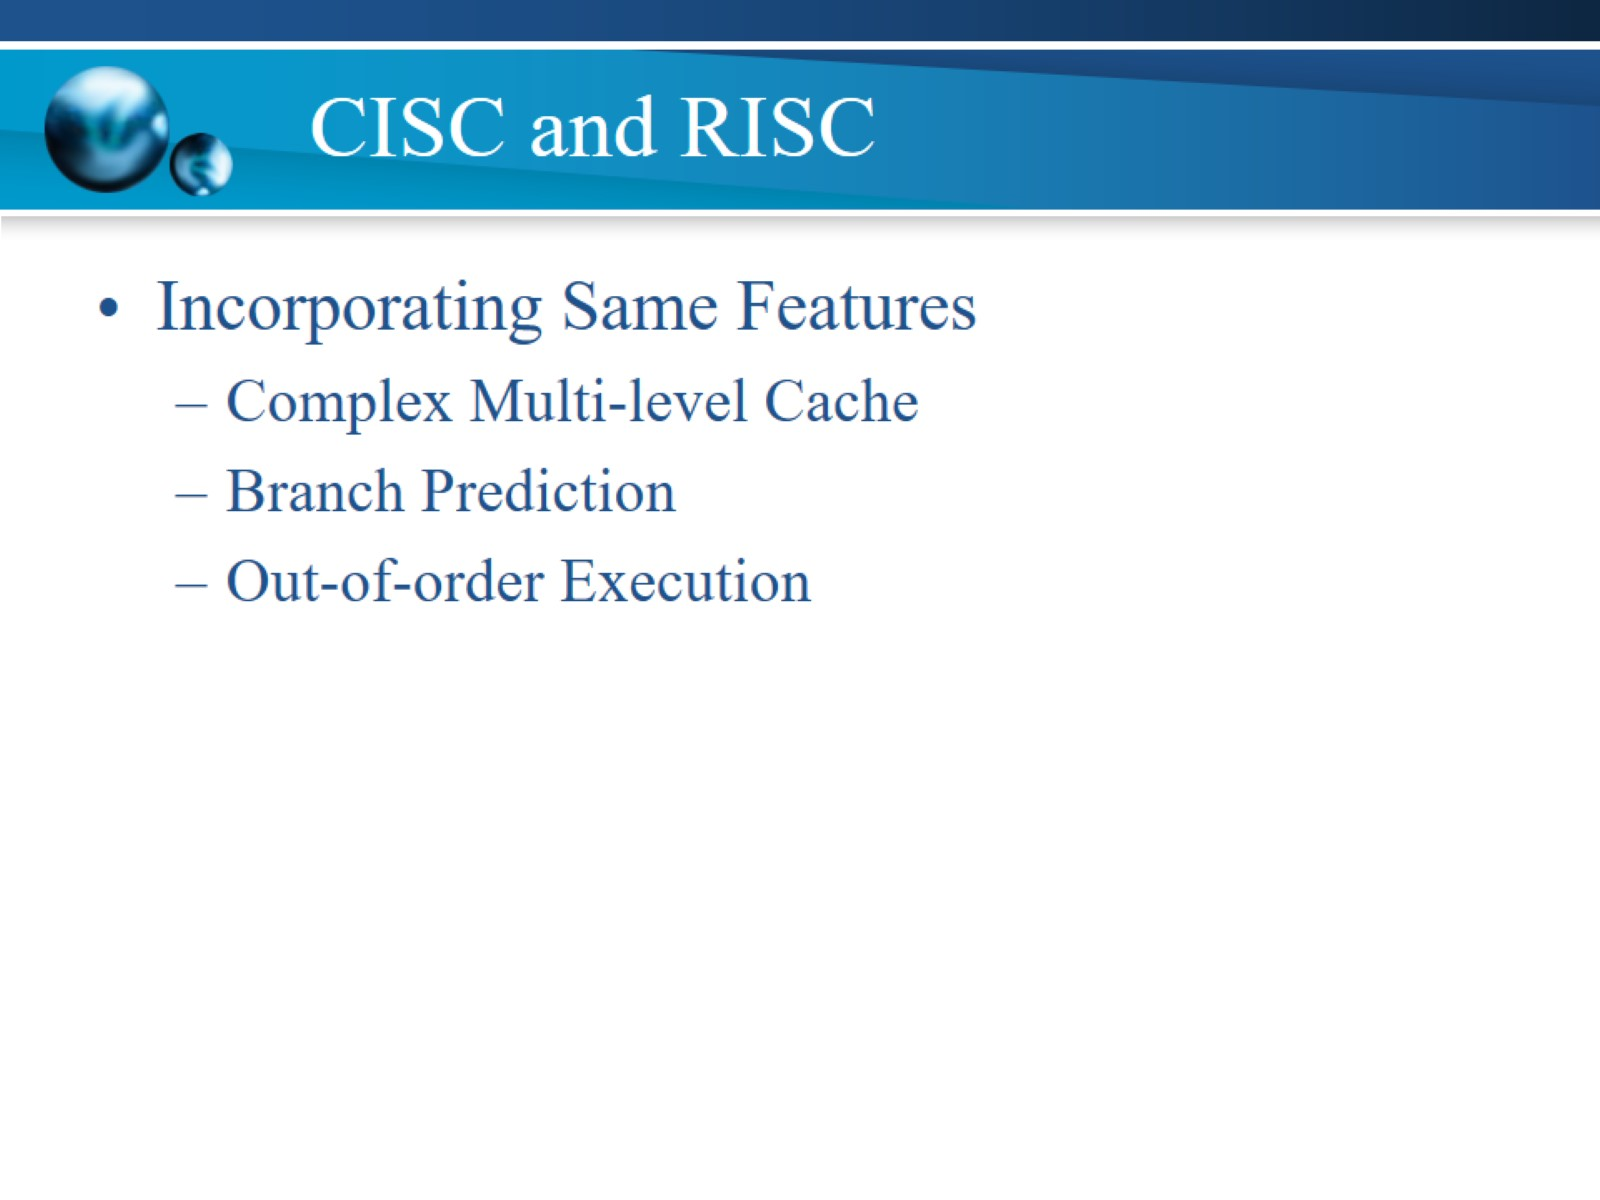 CISC and RISC
• Incorporating Same Features
– Complex Multi-level Cache
– Branch Prediction
– Out-of-order Execution